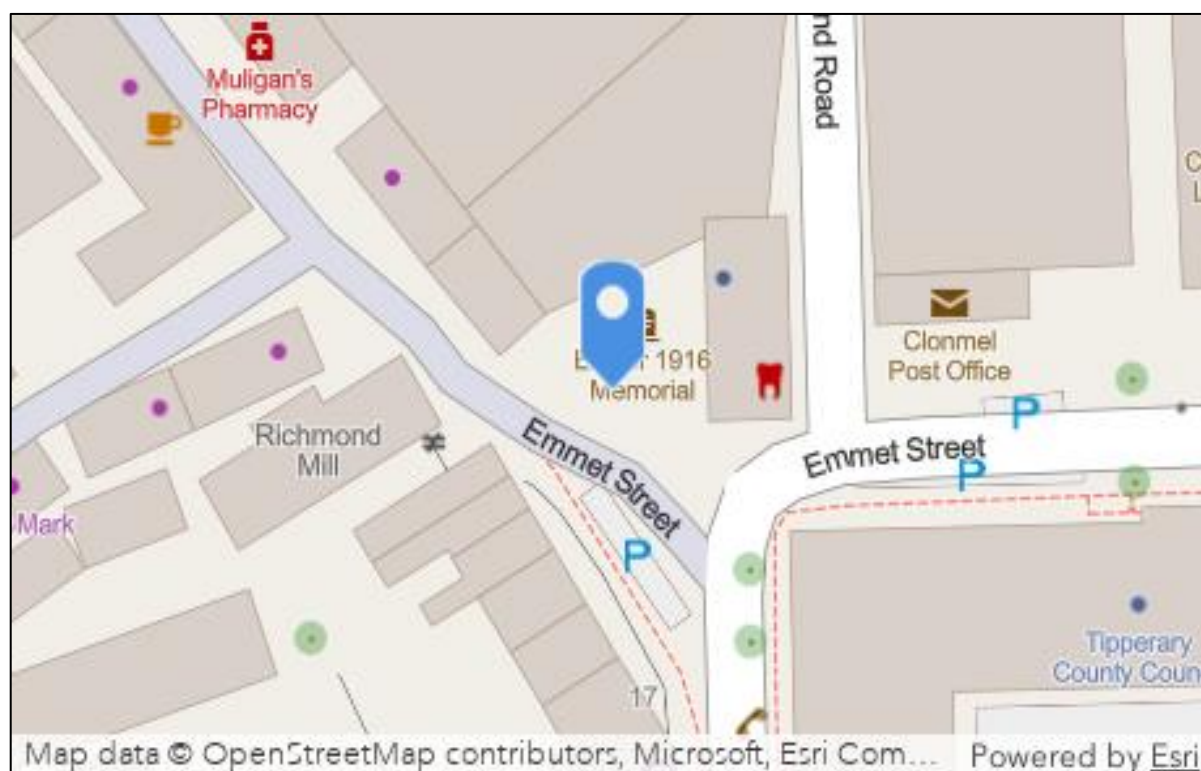 Muligan's
Pharmacy
nd Road
1916
Memorial
Clonmel
Post Office
Richmond
Mill
Emmet Street
Emmet Street
P
P
P
Mark
17
Tipperary
County Coun
Map data © OpenStreetMap contributors, Microsoft, Esri Com...
Powered by Esri